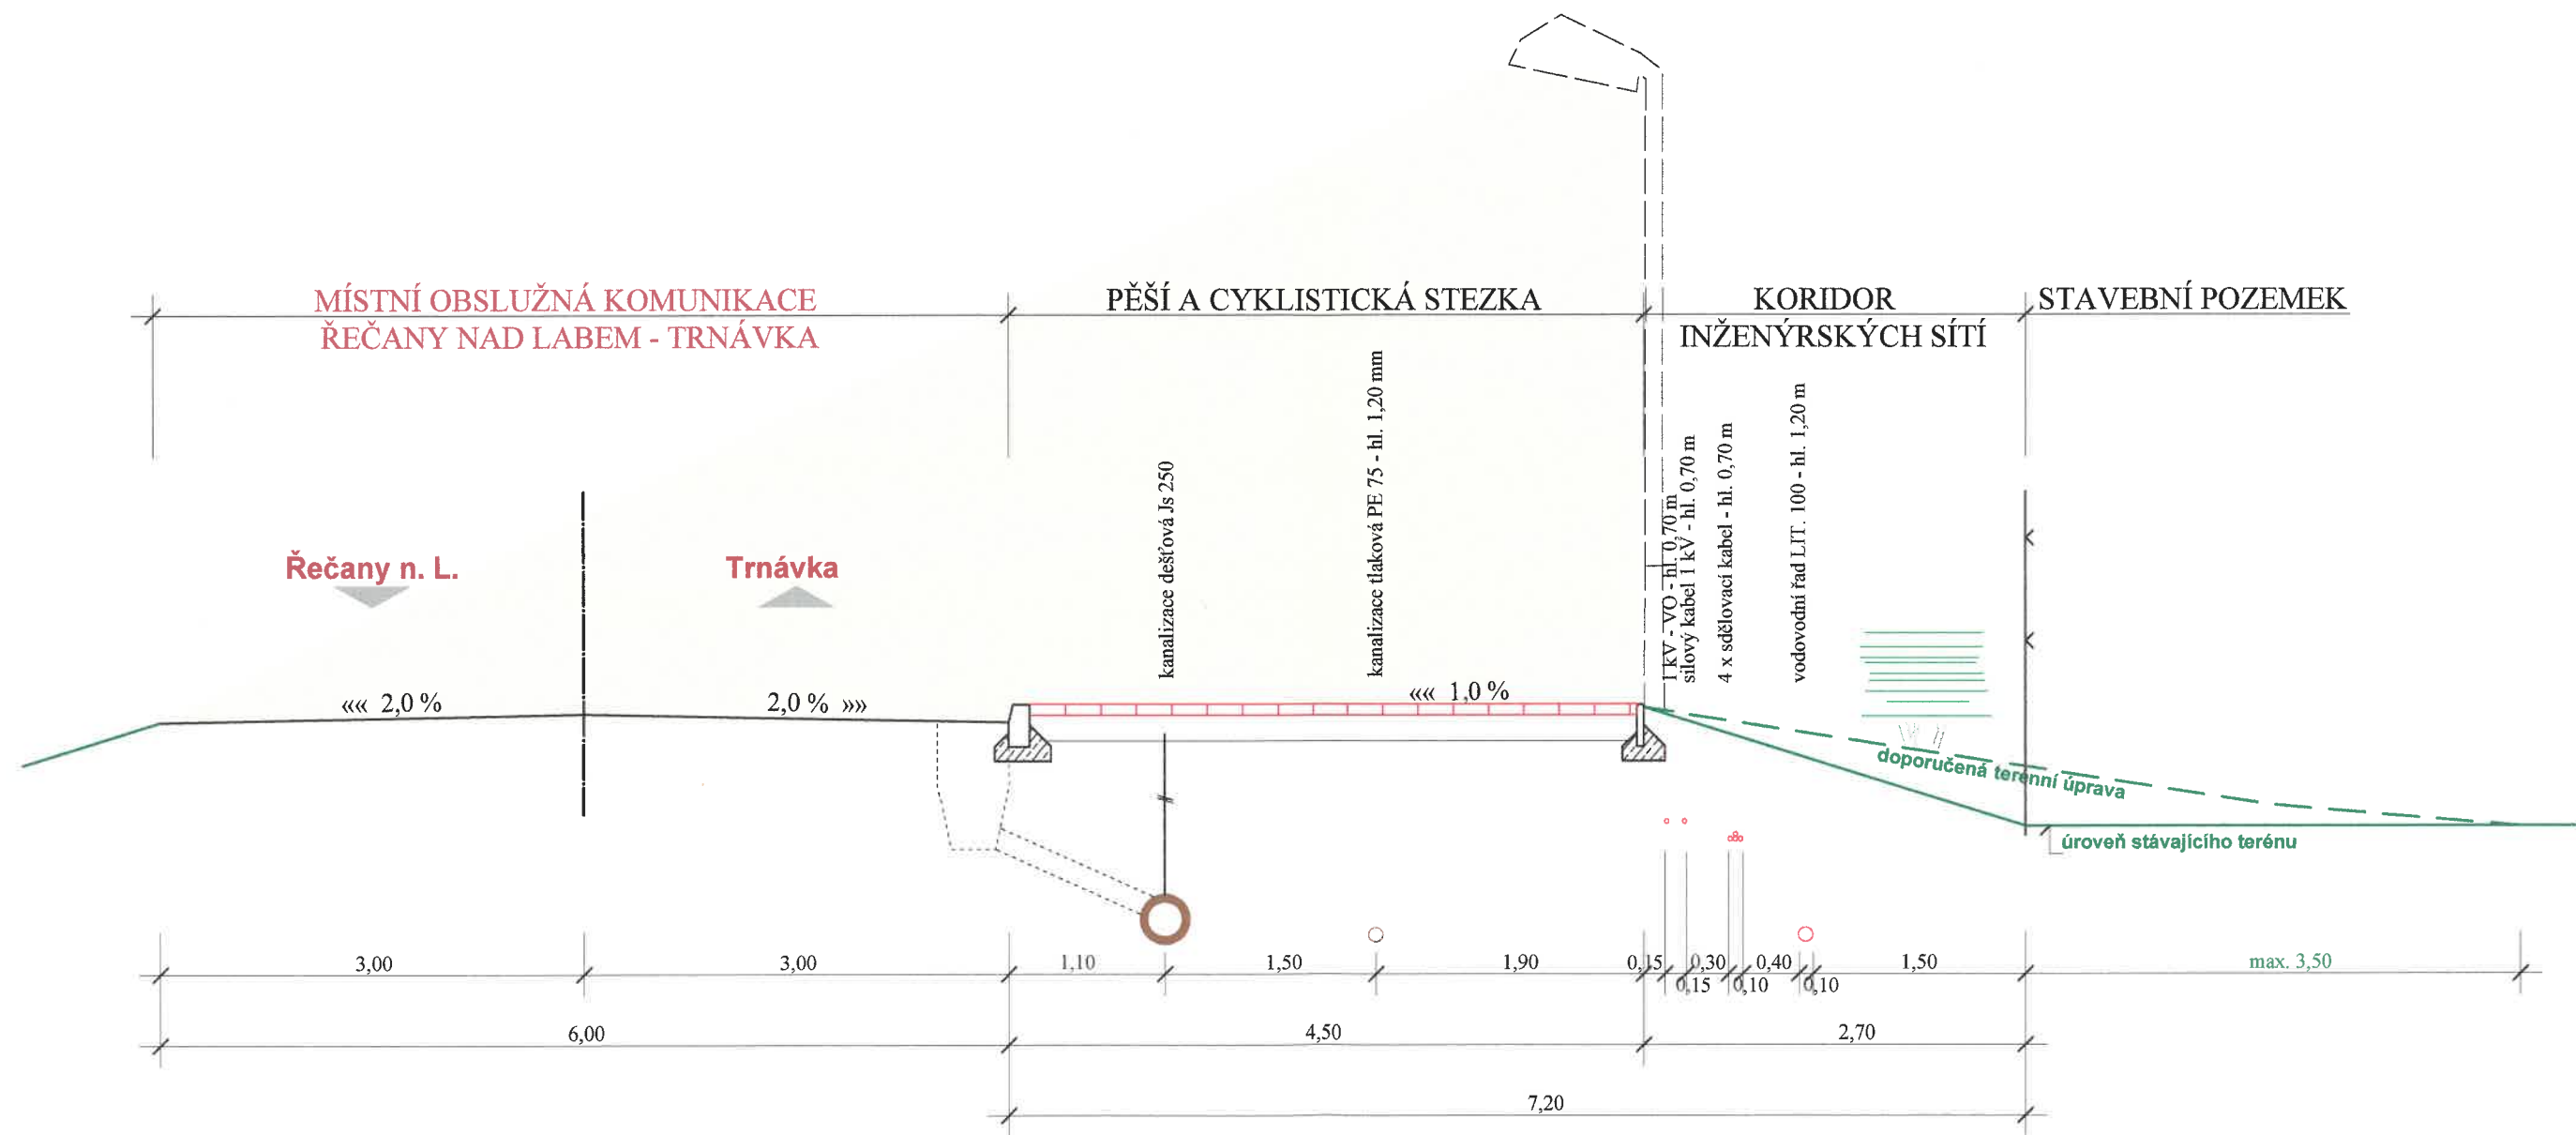 MÍSTNÍ OBSLUŽNÁ KOMUNIKACE
ŘEČANY NAD LABEM - TRNÁVKA
PĚŠÍ A CYKLISTICKÁ STEZKA
KORIDOR
INŽENÝRSKÝCH SÍTÍ
STAVEBNÍ POZEMEK
kanalizace dešťová Js 250
kanalizace tlaková PE 75 - hl. 1,20 mm
1 kV - VO - hl. 0,70 m
silový kabel 1 kV - hl. 0,70 m
4 x sdělovací kabel - hl. 0,70 m
vodovodní řad LIT. 100 - hl. 1,20 m
Řečany n. L.
Trnávka
«« 2,0 %
2,0 % »»
«« 1,0 %
doporučená terénní úprava
úroveň stávajícího terénu
3,00
3,00
1,10
1,50
1,90
0,15
0,30
0,40
1,50
max. 3,50
0,15
0,10
0,10
6,00
4,50
2,70
7,20